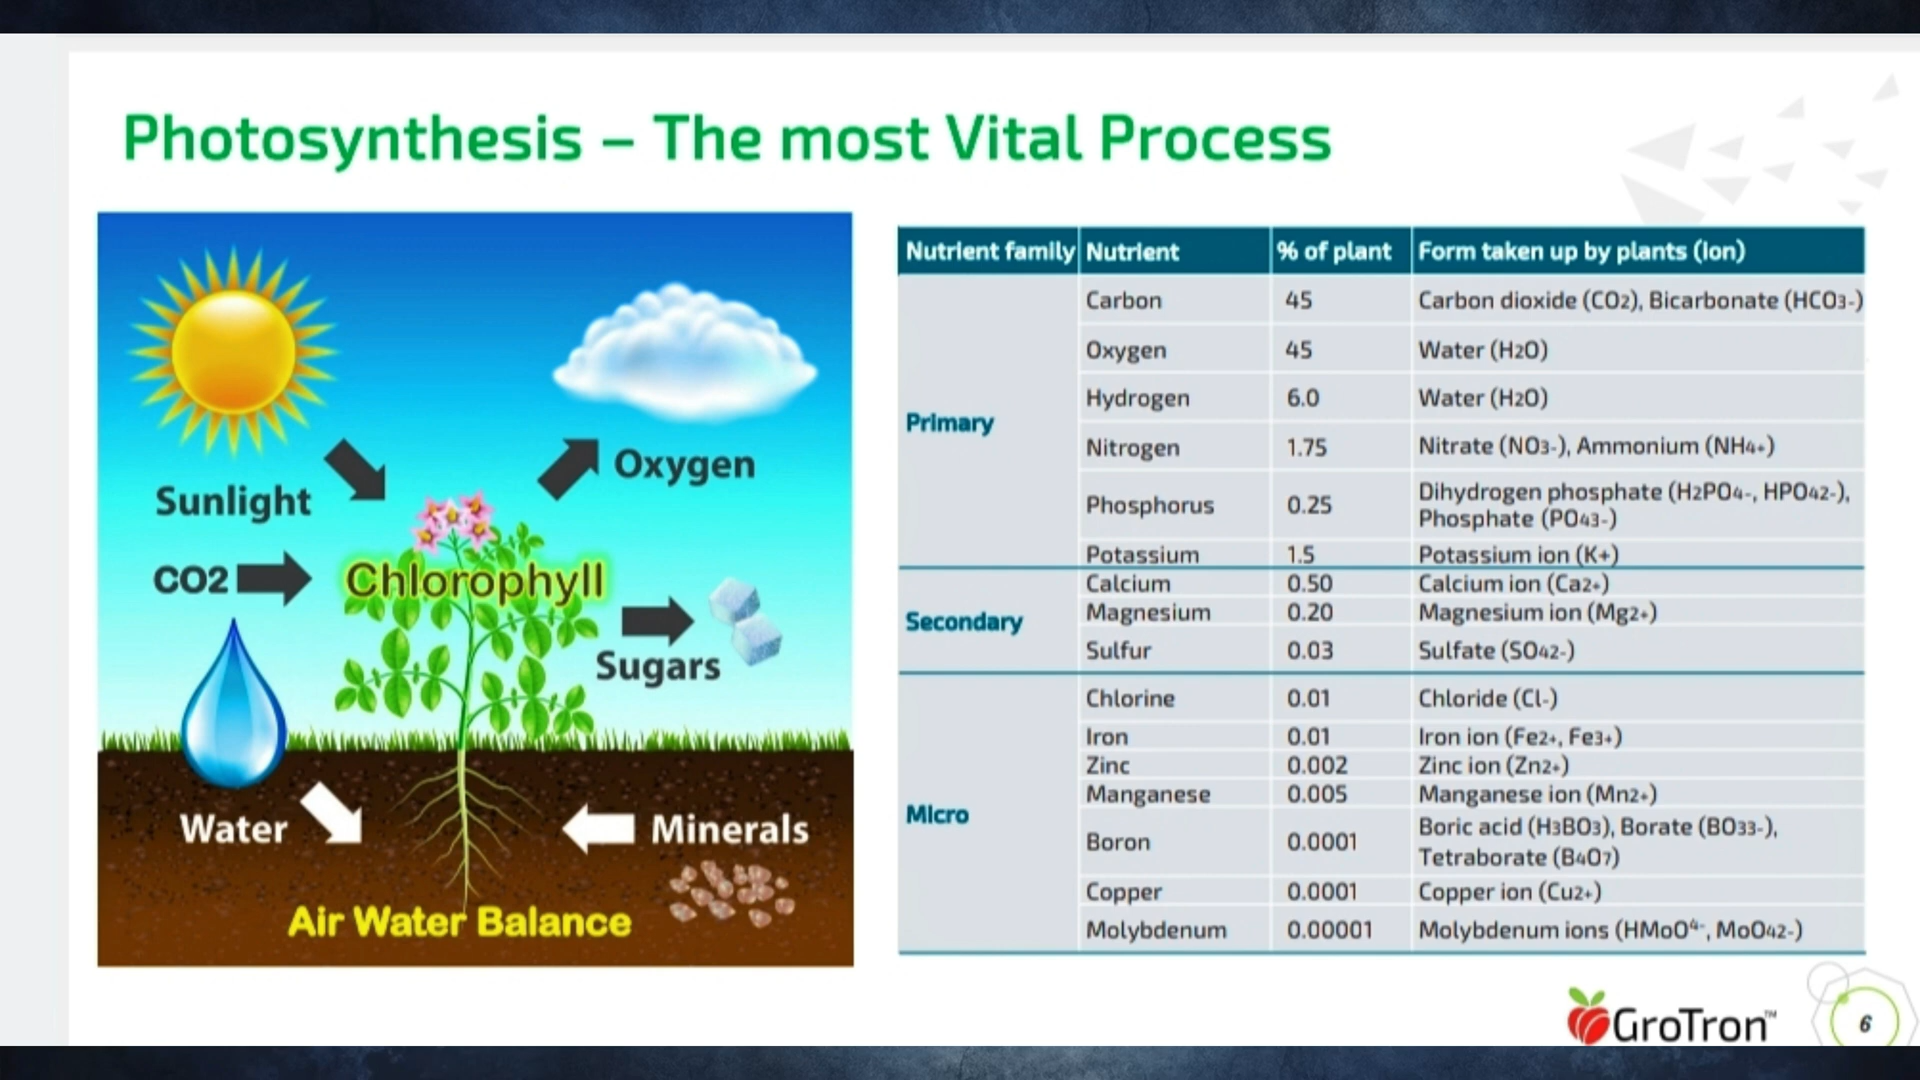 Photosynthesis – The most Vital Process
Sunlight
Oxygen
CO2
Chlorophyll
Sugars
Water
Minerals
Air Water Balance
Nutrient family Nutrient % of plant Form taken up by plants (Ion)
Primary
Carbon 45 Carbon dioxide (CO2), Bicarbonate (HCO3-)
Oxygen 45 Water (H2O)
Hydrogen 6.0 Water (H2O)
Nitrogen 1.75 Nitrate (NO3-), Ammonium (NH4+)
Phosphorus 0.25 Dihydrogen phosphate (H2PO4-, HPO42-),
Phosphate (PO43-)
Potassium 1.5 Potassium ion (K+)
Secondary
Calcium 0.50 Calcium ion (Ca2+)
Magnesium 0.20 Magnesium ion (Mg2+)
Sulfur 0.03 Sulfate (SO42-)
Micro
Chlorine 0.01 Chloride (Cl-)
Iron 0.01 Iron ion (Fe2+, Fe3+)
Zinc 0.002 Zinc ion (Zn2+)
Manganese 0.005 Manganese ion (Mn2+)
Boron 0.0001 Boric acid (H3BO3), Borate (BO33-),
Tetraborate (B4O7)
Copper 0.0001 Copper ion (Cu2+)
Molybdenum 0.00001 Molybdenum ions (HMoO4-, MoO42-)
GroTron™
6